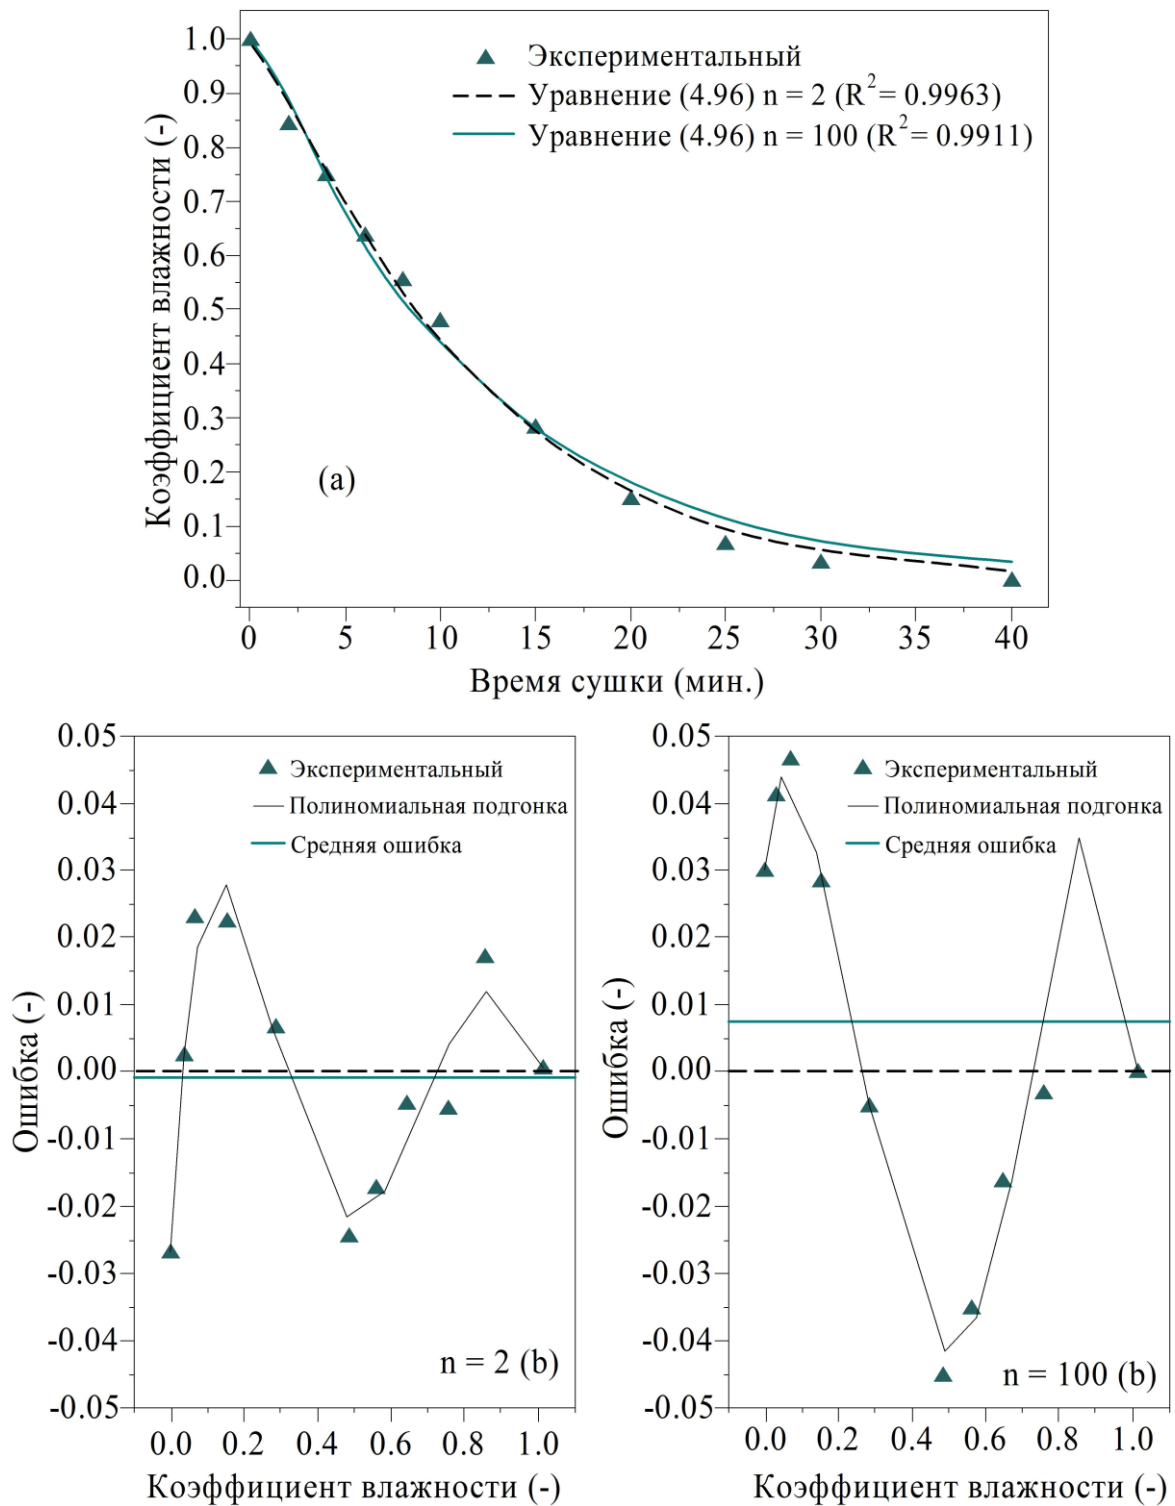 1.0
0.9
0.8
0.7
0.6
0.5
0.4
0.3
0.2
0.1
0.0
Коэффициент влажности (-)
Экспериментальный
Уравнение (4.96) n = 2 (R² = 0.9963)
Уравнение (4.96) n = 100 (R² = 0.9911)
(a)
0 5 10 15 20 25 30 35 40
Время сушки (мин.)
0.05
0.04
0.03
0.02
0.01
0.00
-0.01
-0.02
-0.03
-0.04
-0.05
Ошибка (-)
Экспериментальный
Полиномиальная подгонка
Средняя ошибка
n = 2 (b)
0.0 0.2 0.4 0.6 0.8 1.0
Коэффициент влажности (-)
0.05
0.04
0.03
0.02
0.01
0.00
-0.01
-0.02
-0.03
-0.04
-0.05
Ошибка (-)
Экспериментальный
Полиномиальная подгонка
Средняя ошибка
n = 100 (b)
0.0 0.2 0.4 0.6 0.8 1.0
Коэффициент влажности (-)